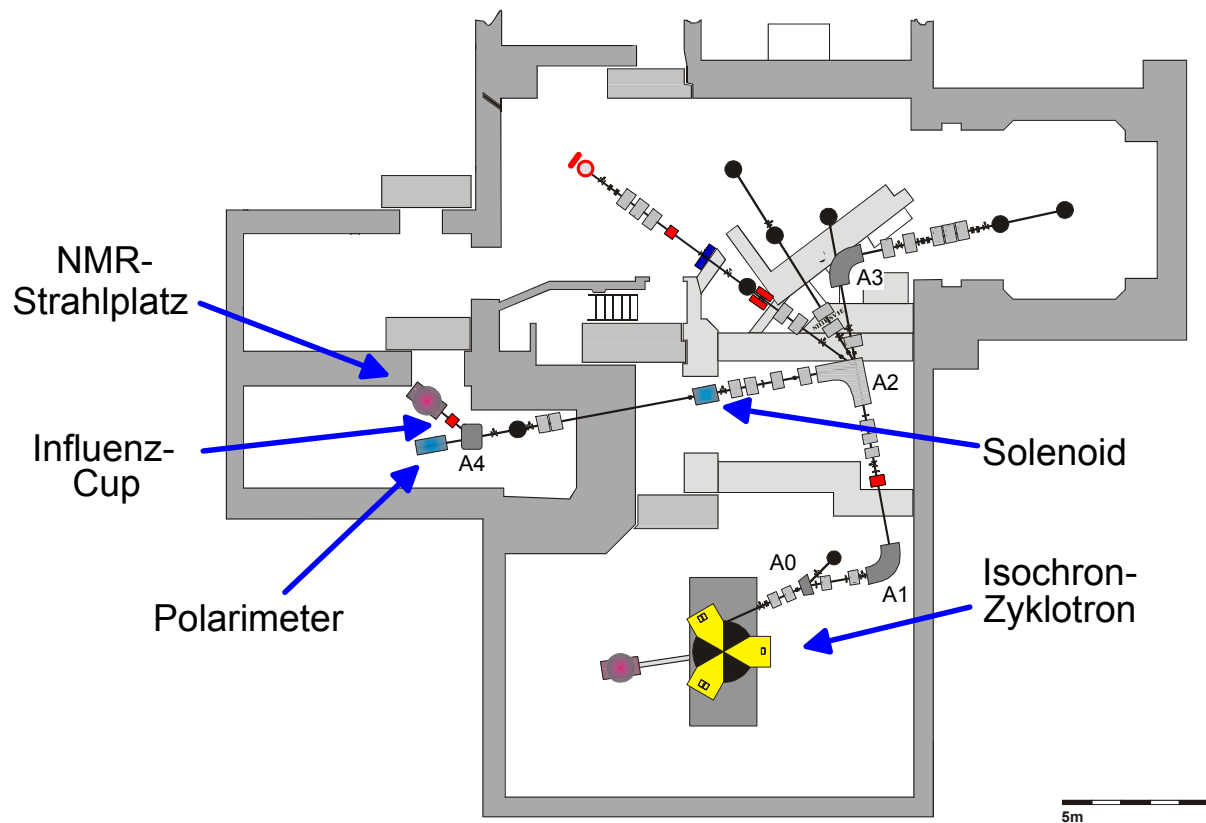 NMR-
Strahlplatz
A3
A2
Influenz-
Cup
A4
Solenoid
A0
A1
Isochron-
Zyklotron
Polarimeter
5m